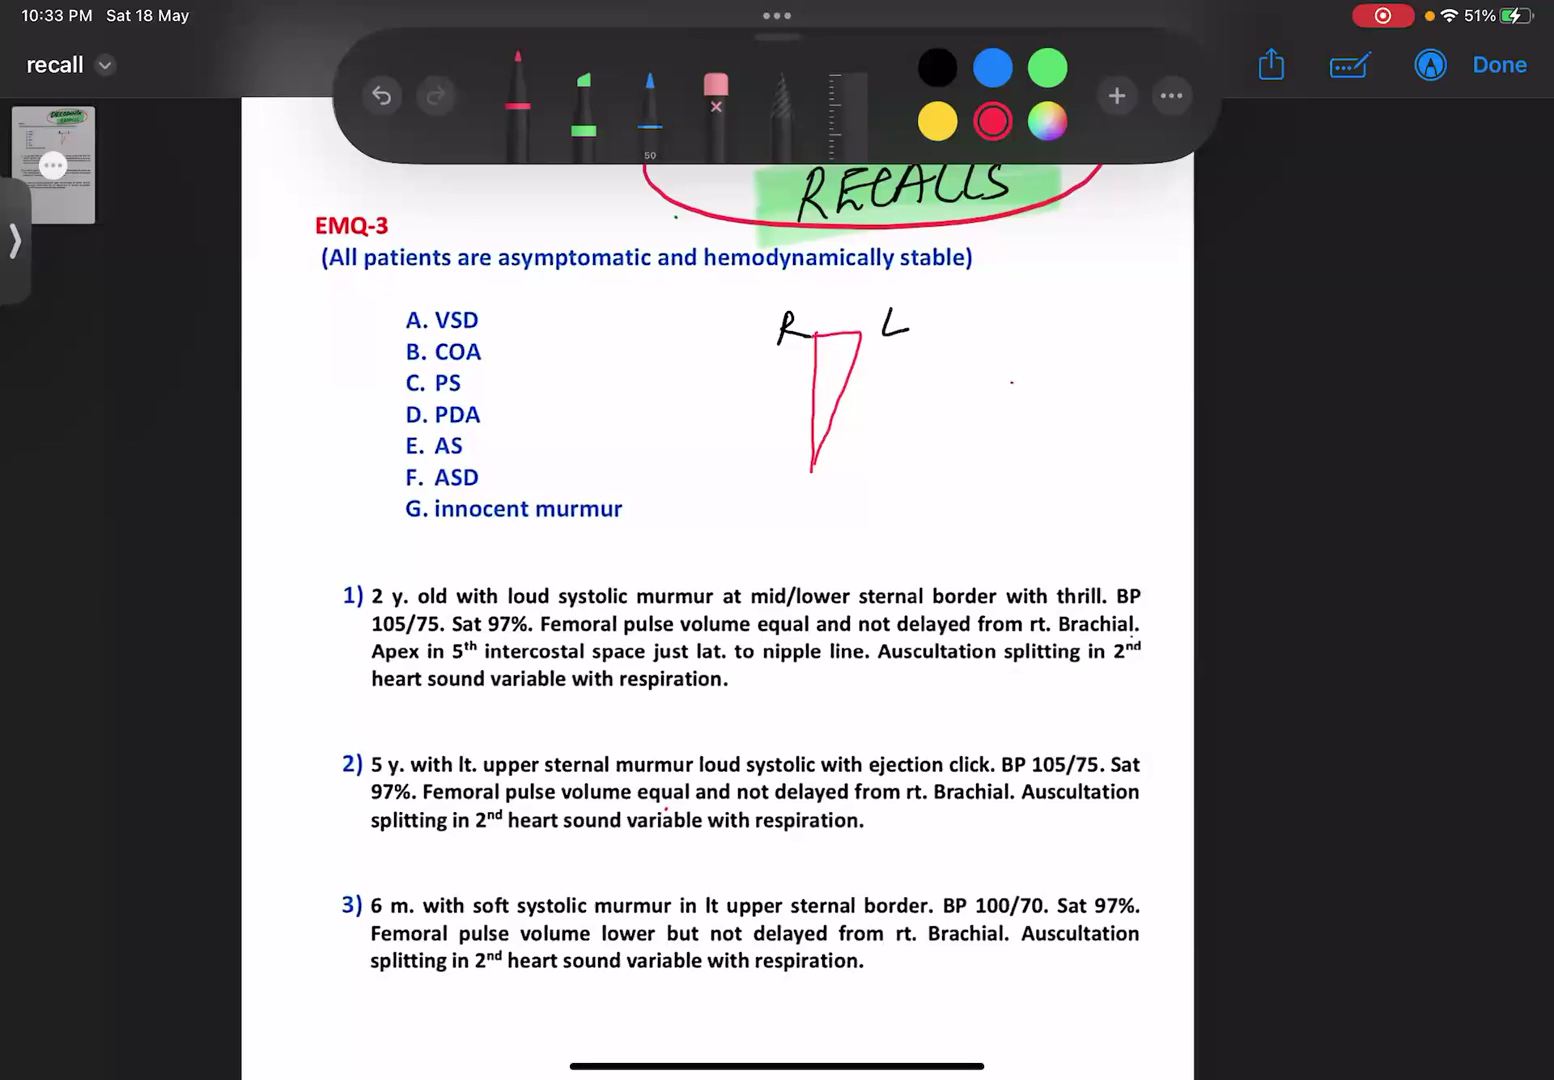 10:33 PM Sat 18 May
51%
recall
Done
50
RECALLS
EMQ-3
(All patients are asymptomatic and hemodynamically stable)
A. VSD
B. COA
C. PS
D. PDA
E. AS
F. ASD
G. innocent murmur
R L
1) 2 y. old with loud systolic murmur at mid/lower sternal border with thrill. BP
105/75. Sat 97%. Femoral pulse volume equal and not delayed from rt. Brachial.
Apex in 5th intercostal space just lat. to nipple line. Auscultation splitting in 2nd
heart sound variable with respiration.
2) 5 y. with lt. upper sternal murmur loud systolic with ejection click. BP 105/75. Sat
97%. Femoral pulse volume equal and not delayed from rt. Brachial. Auscultation
splitting in 2nd heart sound variable with respiration.
3) 6 m. with soft systolic murmur in lt upper sternal border. BP 100/70. Sat 97%.
Femoral pulse volume lower but not delayed from rt. Brachial. Auscultation
splitting in 2nd heart sound variable with respiration.